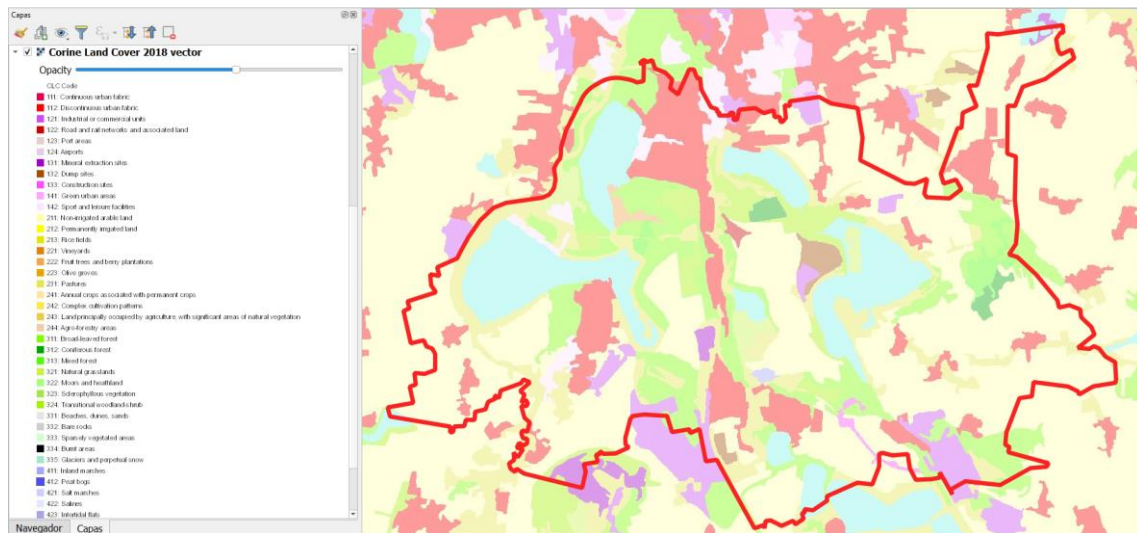 Capas
Corine Land Cover 2018 vector
Opacity
CLC Code
111: Continuous urban fabric
112: Discontinuous urban fabric
121: Industrial or commercial units
122: Road and rail networks and associated land
123: Port areas
124: Airports
131: Mineral extraction sites
132: Dump sites
133: Construction sites
141: Green urban areas
142: Sport and leisure facilities
211: Non-irrigated arable land
212: Permanently irrigated land
213: Rice fields
221: Vineyards
222: Fruit trees and berry plantations
223: Olive groves
231: Pastures
241: Annual crops associated with permanent crops
242: Complex cultivation patterns
243: Land principally occupied by agriculture, with significant areas of natural vegetation
244: Agro-forestry areas
311: Broad-leaved forest
312: Coniferous forest
313: Mixed forest
321: Natural grasslands
322: Moors and heathland
323: Sclerophyllous vegetation
324: Transitional woodland-shrub
331: Beaches, dunes, sands
332: Bare rocks
333: Sparsely vegetated areas
334: Burnt areas
335: Glaciers and perpetual snow
411: Inland marshes
412: Peat bogs
421: Salt marshes
422: Salines
423: Intertidal flats
Navegador
Capas